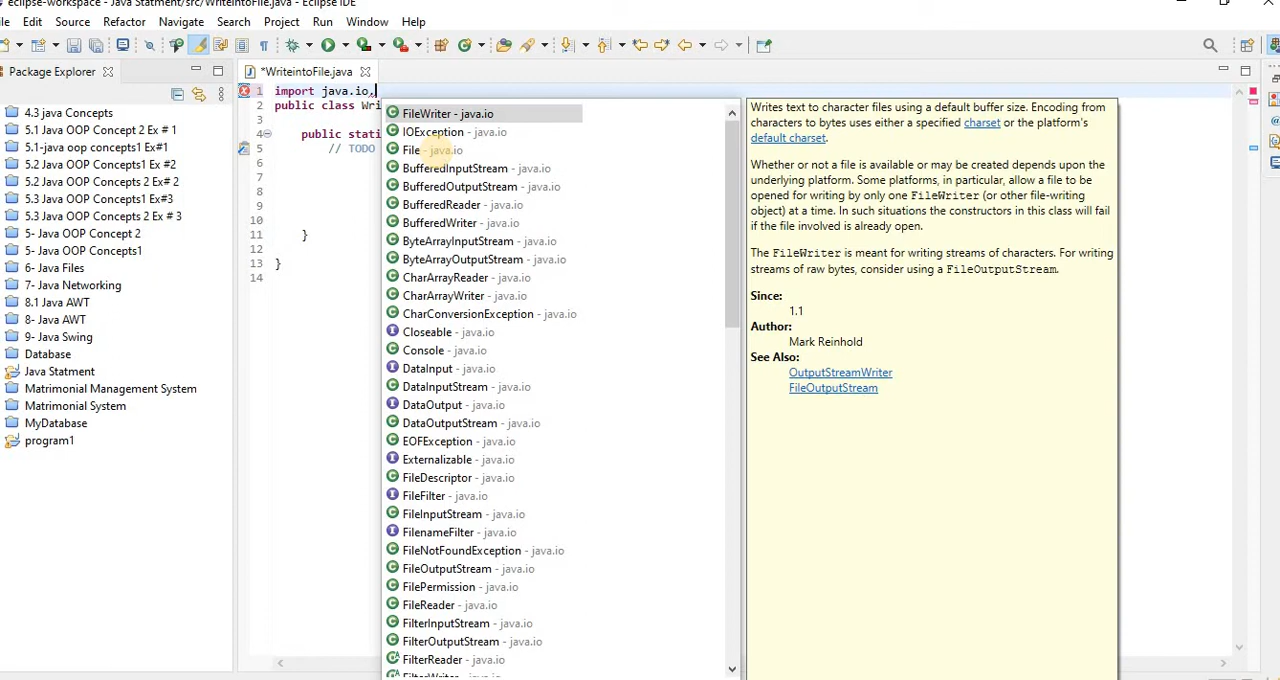 eclipse-workspace - Java Statment/src/WriteintoFile.java - Eclipse IDE
Edit Source Refactor Navigate Search Project Run Window Help
Package Explorer
4.3 java Concepts
5.1 Java OOP Concept 2 Ex # 1
5.1-java oop concepts1 Ex#1
5.2 Java OOP Concepts1 Ex #2
5.2 Java OOP Concepts 2 Ex# 2
5.3 Java OOP Concepts1 Ex#3
5.3 Java OOP Concepts 2 Ex # 3
5- Java OOP Concept 2
5- Java OOP Concepts1
6- Java Files
7- Java Networking
8.1 Java AWT
8- Java AWT
9- Java Swing
Database
Java Statment
Matrimonial Management System
Matrimonial System
MyDatabase
program1
*WriteintoFile.java
1 import java.io.
2 public class Wri
3
4 public stati
5 // TODO
6
7
8
9
10
11 }
12
13 }
14
FileWriter - java.io
IOException - java.io
File - java.io
BufferedInputStream - java.io
BufferedOutputStream - java.io
BufferedReader - java.io
BufferedWriter - java.io
ByteArrayInputStream - java.io
ByteArrayOutputStream - java.io
CharArrayReader - java.io
CharArrayWriter - java.io
CharConversionException - java.io
Closeable - java.io
Console - java.io
DataInput - java.io
DataInputStream - java.io
DataOutput - java.io
DataOutputStream - java.io
EOFException - java.io
Externalizable - java.io
FileDescriptor - java.io
FileFilter - java.io
FileInputStream - java.io
FilenameFilter - java.io
FileNotFoundException - java.io
FileOutputStream - java.io
FilePermission - java.io
FileReader - java.io
FilterInputStream - java.io
FilterOutputStream - java.io
FilterReader - java.io
FilterWriter - java.io
Writes text to character files using a default buffer size. Encoding from
characters to bytes uses either a specified charset or the platform's
default charset.
Whether or not a file is available or may be created depends upon the
underlying platform. Some platforms, in particular, allow a file to be
opened for writing by only one FileWriter (or other file-writing
object) at a time. In such situations the constructors in this class will fail
if the file involved is already open.
The FileWriter is meant for writing streams of characters. For writing
streams of raw bytes, consider using a FileOutputStream.
Since:
1.1
Author:
Mark Reinhold
See Also:
OutputStreamWriter
FileOutputStream